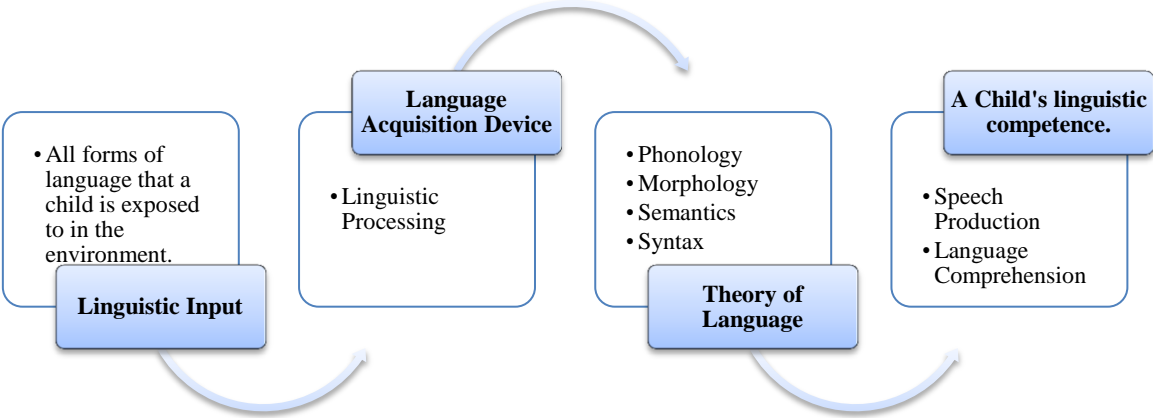 • All forms of
language that a
child is exposed
to in the
environment.
Linguistic Input
Language
Acquisition Device
• Linguistic
Processing
• Phonology
• Morphology
• Semantics
• Syntax
Theory of
Language
A Child's linguistic
competence.
• Speech
Production
• Language
Comprehension